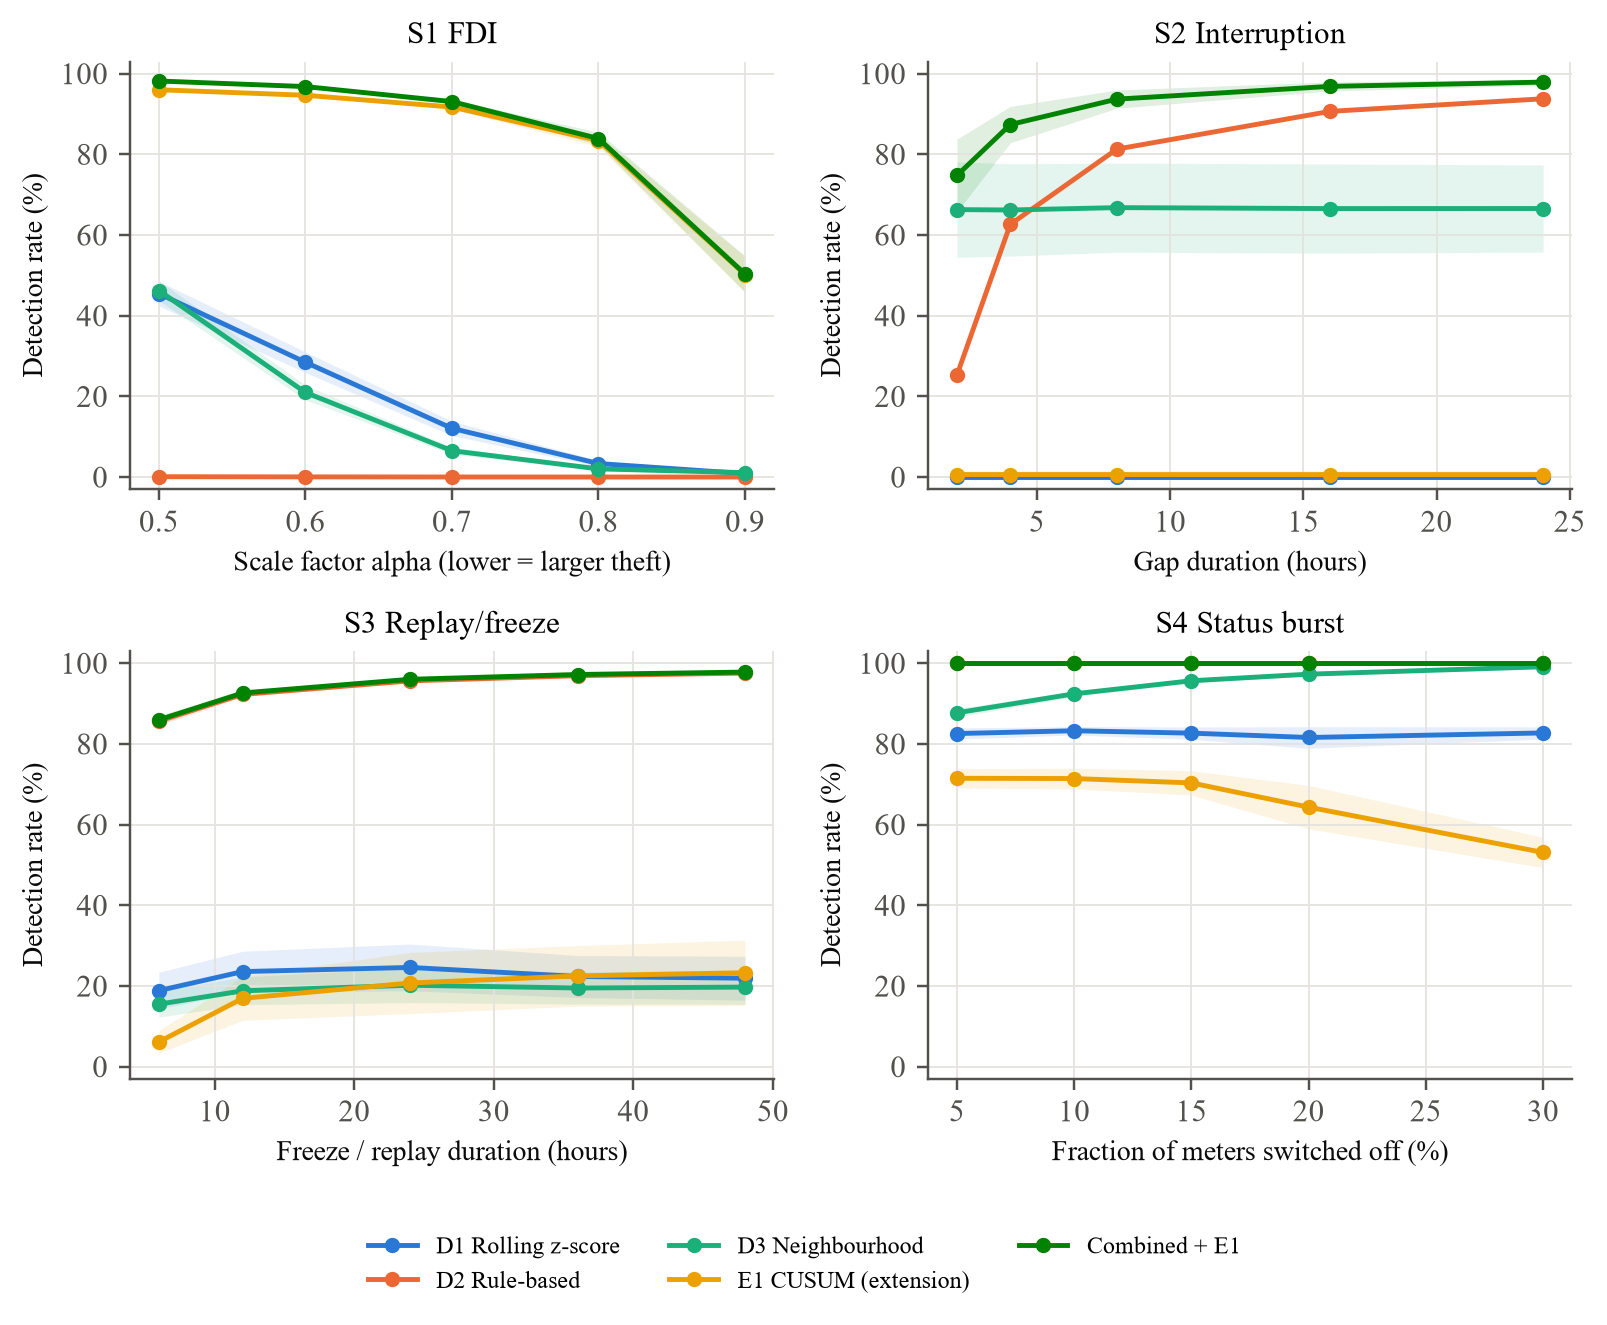 S1 FDI
100
80
60
40
20
0
Detection rate (%)
0.5 0.6 0.7 0.8 0.9
Scale factor alpha (lower = larger theft)
S2 Interruption
100
80
60
40
20
0
Detection rate (%)
5 10 15 20 25
Gap duration (hours)
S3 Replay/freeze
100
80
60
40
20
0
Detection rate (%)
10 20 30 40 50
Freeze / replay duration (hours)
S4 Status burst
100
80
60
40
20
0
Detection rate (%)
5 10 15 20 25 30
Fraction of meters switched off (%)
D1 Rolling z-score
D2 Rule-based
D3 Neighbourhood
E1 CUSUM (extension)
Combined + E1